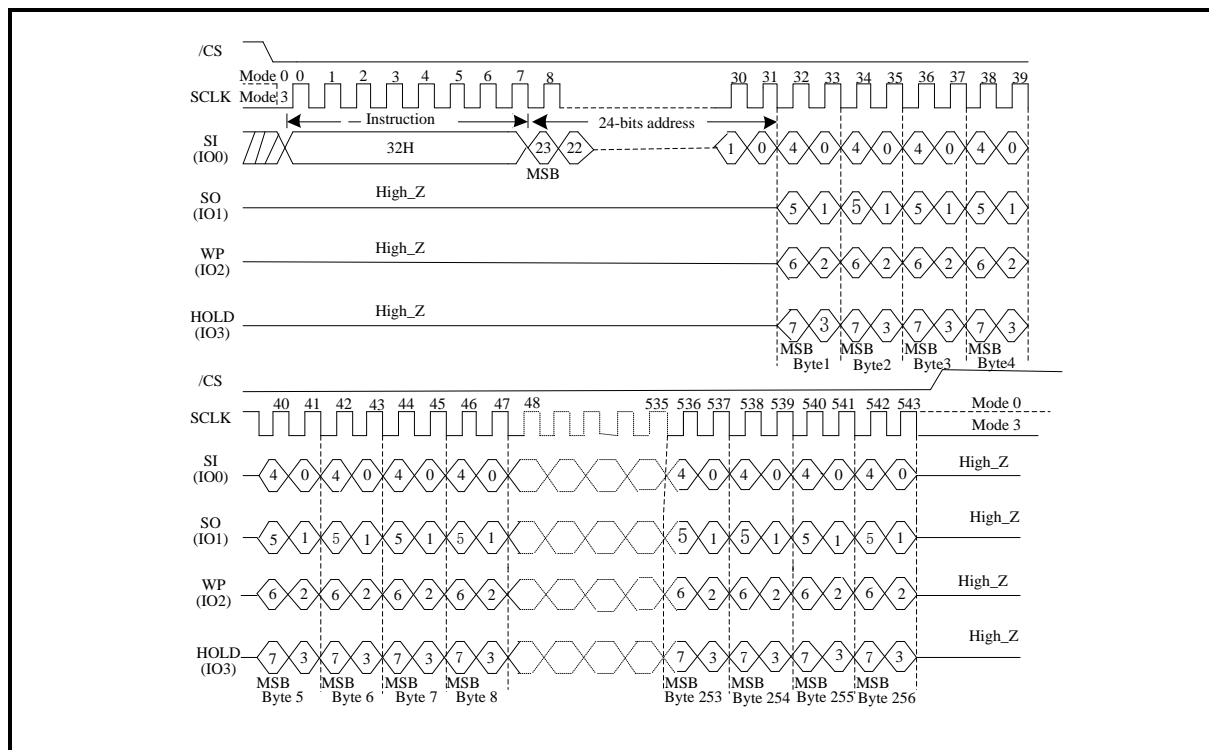 /CS
Mode 0 0 1 2 3 4 5 6 7 8 30 31 32 33 34 35 36 37 38 39
SCLK Mode 3
Instruction 24-bits address
SI
(IO0) 32H 23 22 1 0 4 0 4 0 4 0 4 0
MSB
High_Z
SO
(IO1) 5 1 5 1 5 1 5 1
High_Z
WP
(IO2) 6 2 6 2 6 2 6 2
High_Z
HOLD
(IO3) 7 3 7 3 7 3 7 3
MSB MSB MSB MSB
Byte1 Byte2 Byte3 Byte4
/CS
40 41 42 43 44 45 46 47 48 535 536 537 538 539 540 541 542 543 Mode 0
SCLK Mode 3
SI
(IO0) 4 0 4 0 4 0 4 0 4 0 4 0 4 0 4 0 High_Z
SO
(IO1) 5 1 5 1 5 1 5 1 5 1 5 1 5 1 5 1 High_Z
WP
(IO2) 6 2 6 2 6 2 6 2 6 2 6 2 6 2 6 2 High_Z
HOLD
(IO3) 7 3 7 3 7 3 7 3 7 3 7 3 7 3 7 3 High_Z
MSB MSB MSB MSB MSB MSB MSB MSB
Byte 5 Byte 6 Byte 7 Byte 8 Byte 253 Byte 254 Byte 255 Byte 256